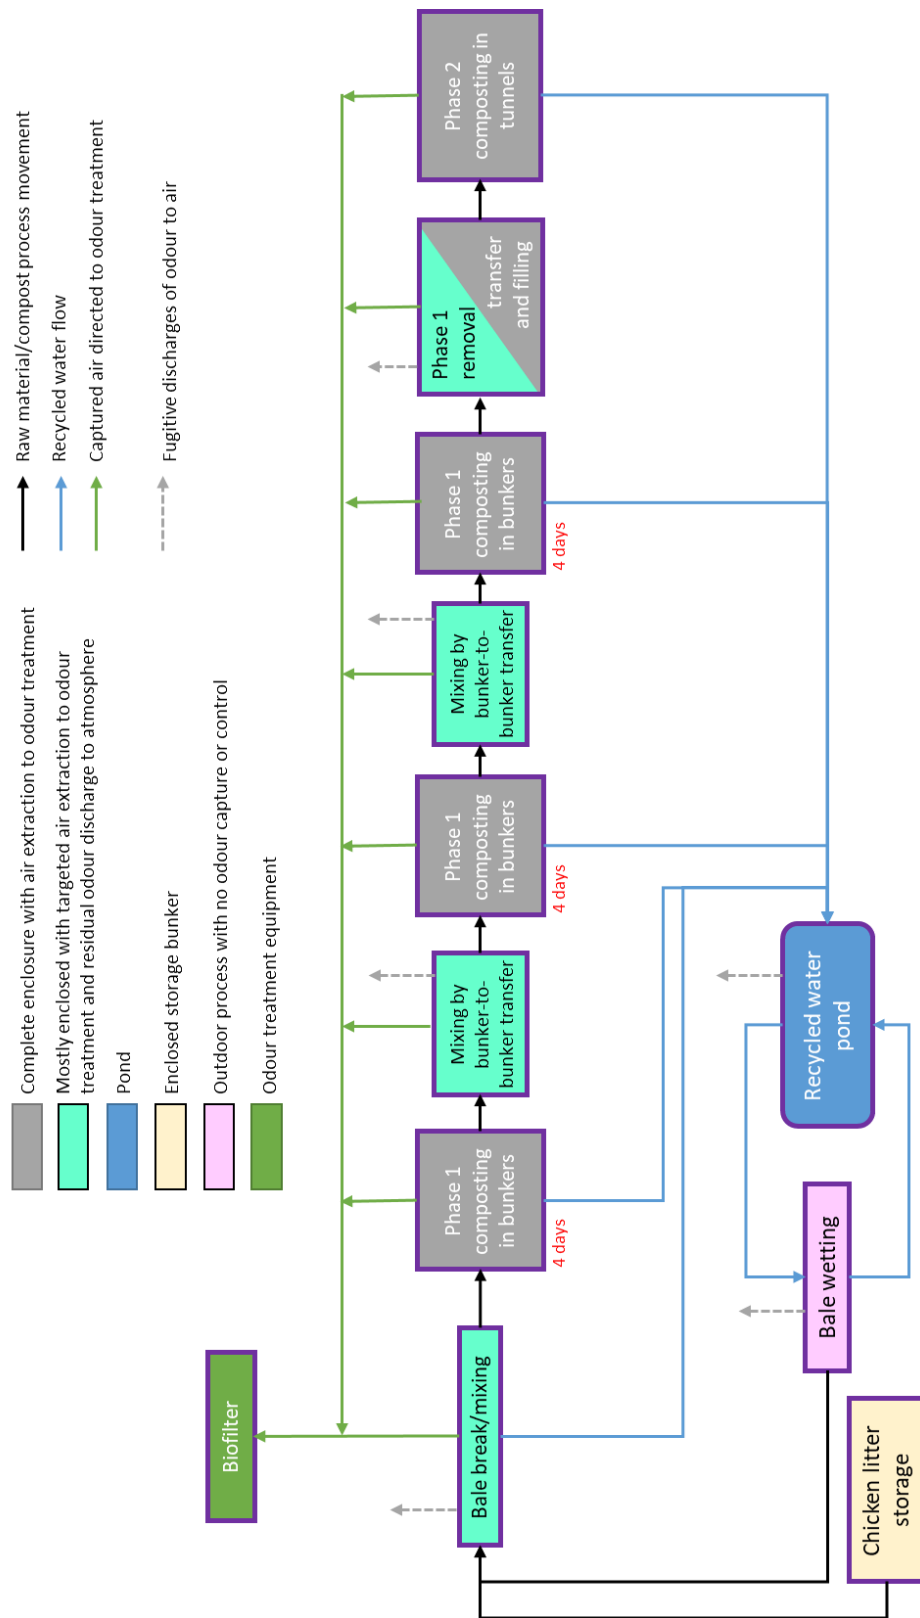 Complete enclosure with air extraction to odour treatment
Mostly enclosed with targeted air extraction to odour
treatment and residual odour discharge to atmosphere
Pond
Enclosed storage bunker
Outdoor process with no odour capture or control
Odour treatment equipment
Raw material/compost process movement
Recycled water flow
Captured air directed to odour treatment
Fugitive discharges of odour to air
Biofilter
Bale break/mixing
Phase 1
composting
in bunkers
4 days
Mixing by
bunker-to-
bunker transfer
Phase 1
composting
in bunkers
4 days
Mixing by
bunker-to-
bunker transfer
Phase 1
composting
in bunkers
4 days
Phase 1
removal
transfer
and filling
Phase 2
composting in
tunnels
Chicken litter
storage
Bale wetting
Recycled water
pond